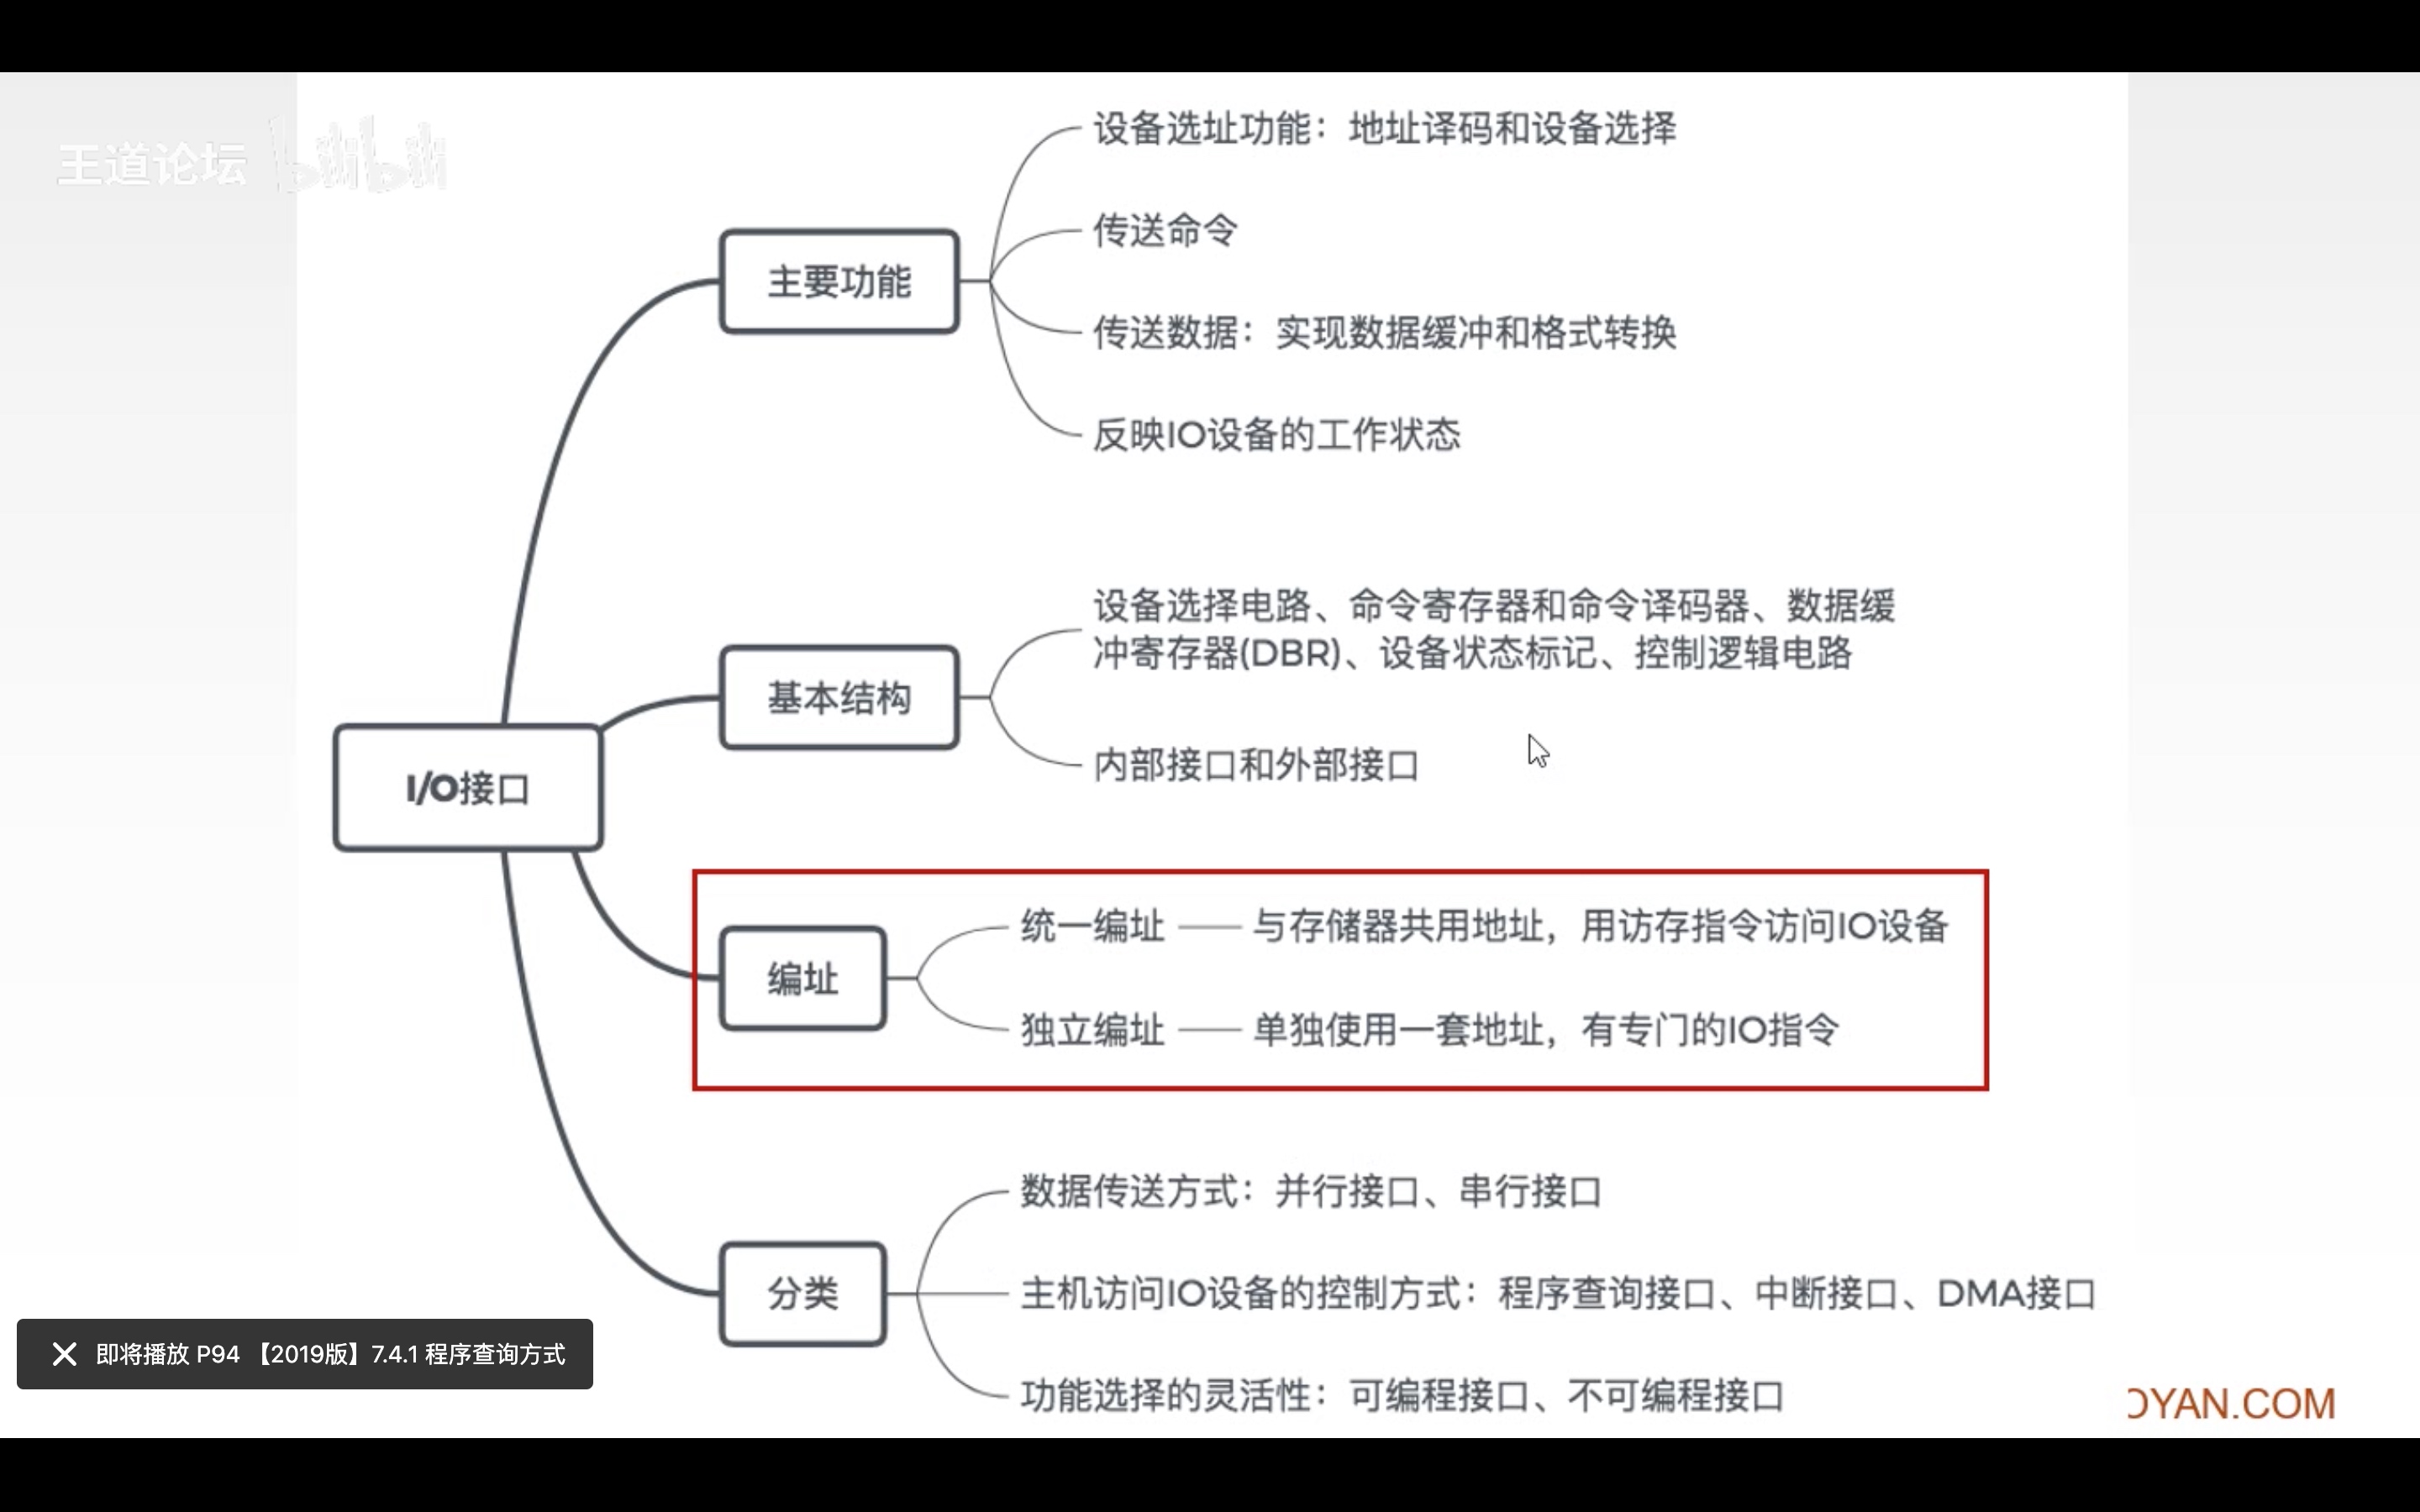 王道论坛 bilibili
设备选址功能：地址译码和设备选择
传送命令
主要功能
传送数据：实现数据缓冲和格式转换
反映IO设备的工作状态
设备选择电路、命令寄存器和命令译码器、数据缓
冲寄存器(DBR)、设备状态标记、控制逻辑电路
基本结构
内部接口和外部接口
I/O接口
统一编址 与存储器共用地址，用访存指令访问IO设备
编址
独立编址 单独使用一套地址，有专门的IO指令
数据传送方式：并行接口、串行接口
分类
主机访问IO设备的控制方式：程序查询接口、中断接口、DMA接口
功能选择的灵活性：可编程接口、不可编程接口
即将播放 P94 【2019版】7.4.1 程序查询方式
OYAN.COM